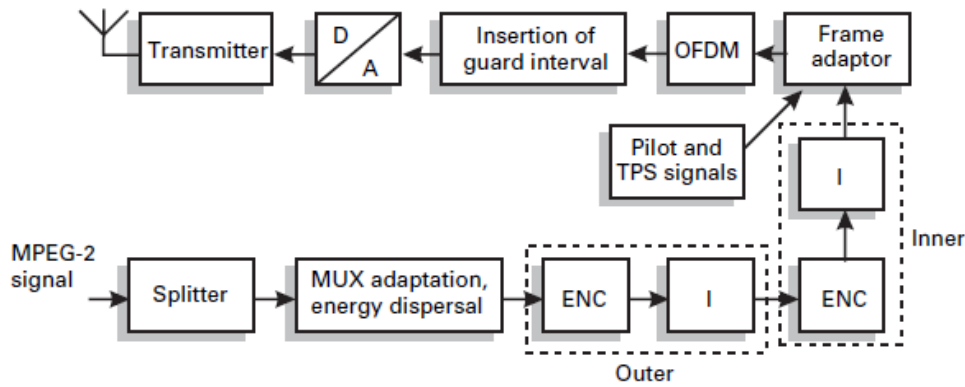 Transmitter
D
A
Insertion of
guard interval
OFDM
Frame
adaptor
Pilot and
TPS signals
I
Inner
MPEG-2
signal
Splitter
MUX adaptation,
energy dispersal
ENC
I
ENC
Outer